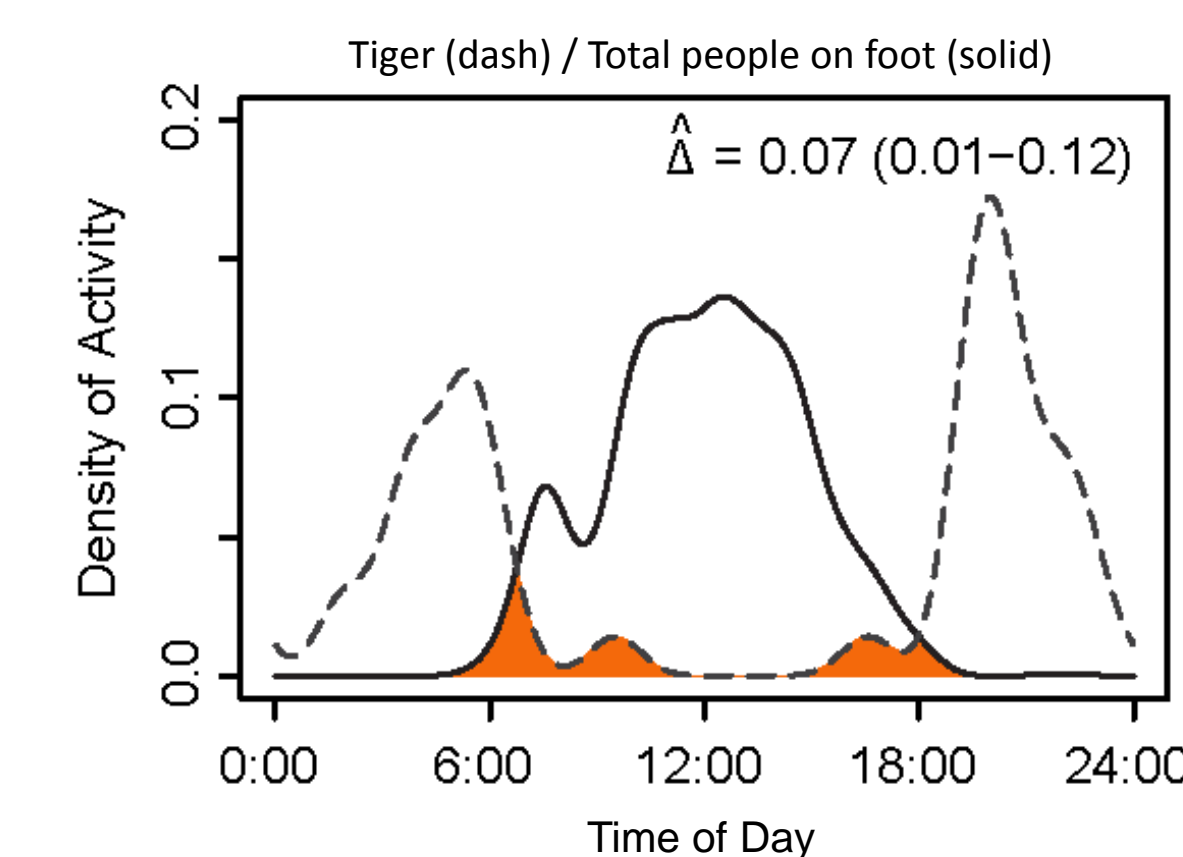 Tiger (dash) / Total people on foot (solid)
Δ̂ = 0.07 (0.01−0.12)
Density of Activity
0.2
0.1
0.0
0:00 6:00 12:00 18:00 24:00
Time of Day